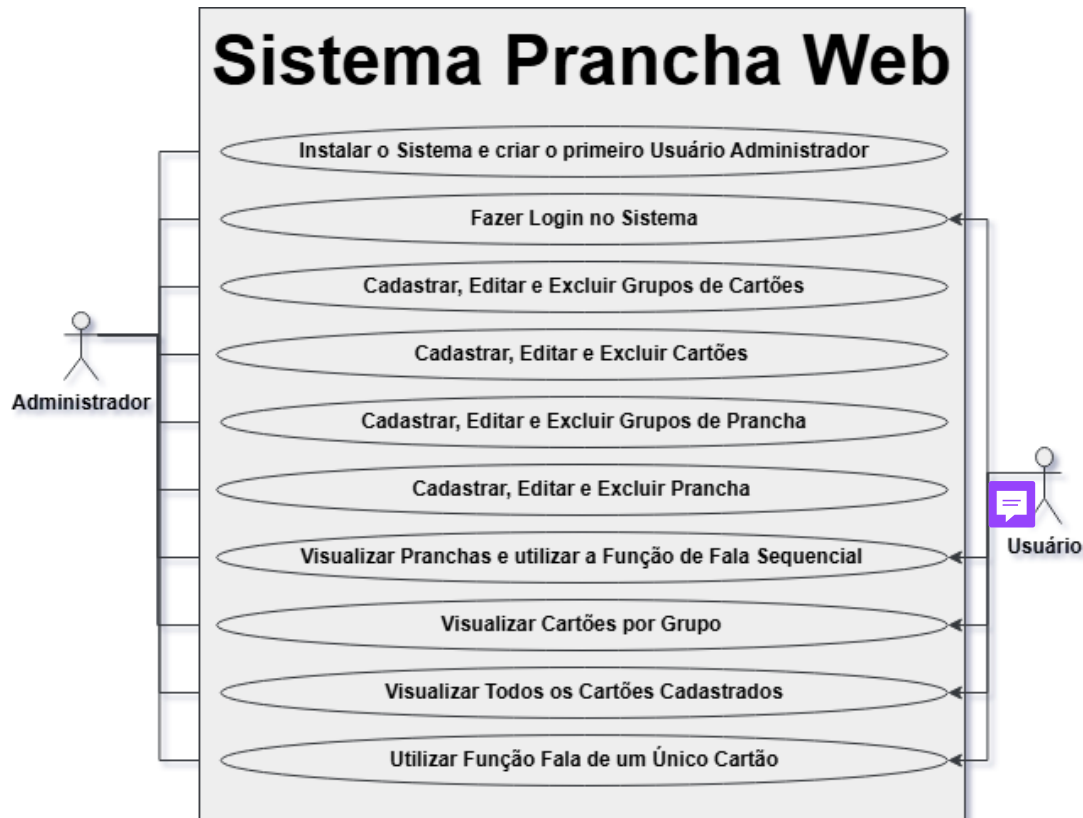 Sistema Prancha Web
Instalar o Sistema e criar o primeiro Usuário Administrador
Fazer Login no Sistema
Cadastrar, Editar e Excluir Grupos de Cartões
Cadastrar, Editar e Excluir Cartões
Administrador
Cadastrar, Editar e Excluir Grupos de Prancha
Cadastrar, Editar e Excluir Prancha
Visualizar Pranchas e utilizar a Função de Fala Sequencial
Usuário
Visualizar Cartões por Grupo
Visualizar Todos os Cartões Cadastrados
Utilizar Função Fala de um Único Cartão